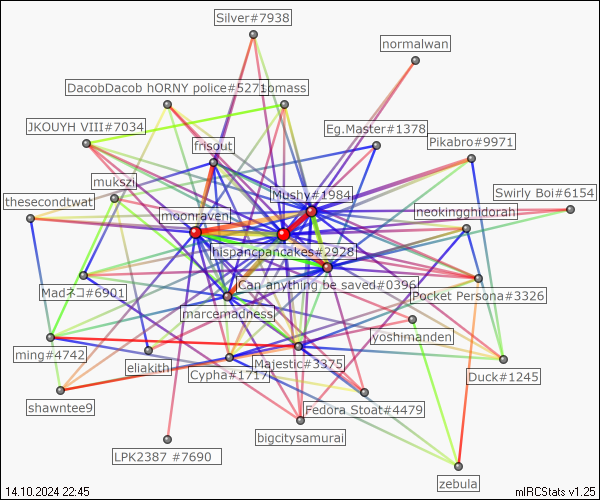 Silver#7938
normalwan
DacobDacob hORNY police#5271
omass
JKOUYH VIII#7034
Eg.Master#1378
frisout
Pikabro#9971
mukszi
Mushy#1984
Swirly Boi#6154
thesecondtwat
moonraven
neokingghidorah
hispancpancakes#2928
Can anything be saved#0396
Madネコ#6901
Pocket Persona#3326
marcemadness
yoshimanden
ming#4742
eliakith
Cypha#1717
Majestic#3375
Duck#1245
shawntee9
Fedora Stoat#4479
bigcitysamurai
LPK2387 #7690
zebula
14.10.2024 22:45
mIRCStats v1.25